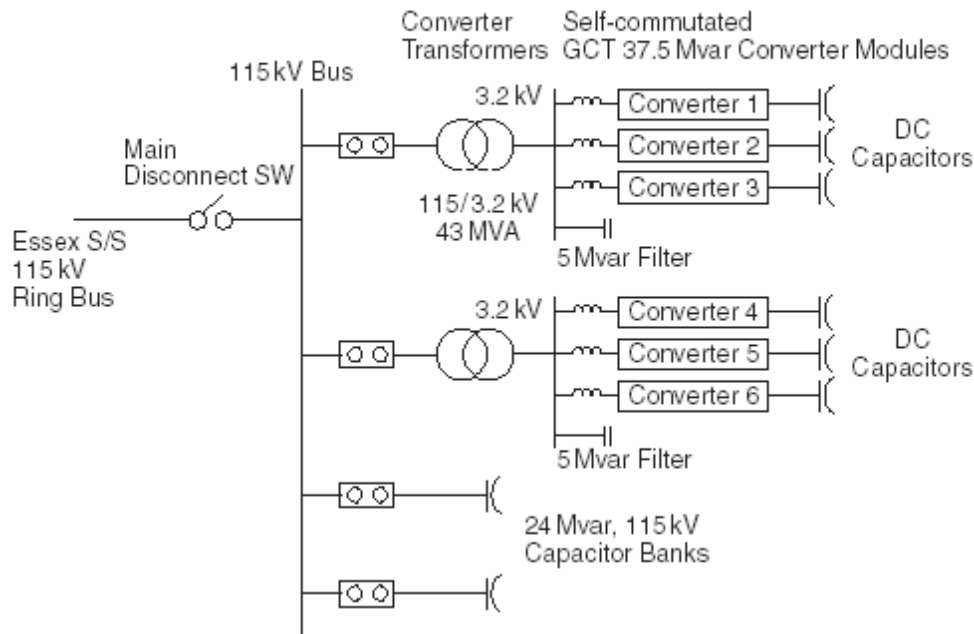 Converter
Transformers
Self-commutated
GCT 37.5 Mvar Converter Modules
115 kV Bus
3.2 kV
Converter 1
Converter 2
Converter 3
DC
Capacitors
Main
Disconnect SW
115/3.2 kV
43 MVA
5 Mvar Filter
Essex S/S
115 kV
Ring Bus
3.2 kV
Converter 4
Converter 5
Converter 6
DC
Capacitors
5 Mvar Filter
24 Mvar, 115 kV
Capacitor Banks